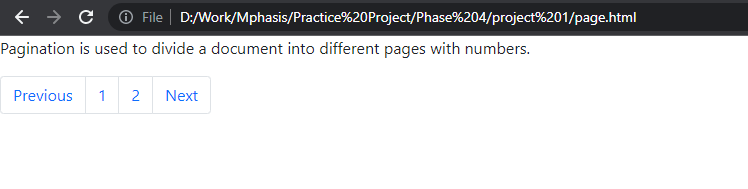 File D:/Work/Mphasis/Practice%20Project/Phase%204/project%201/page.html
Pagination is used to divide a document into different pages with numbers.
Previous 1 2 Next